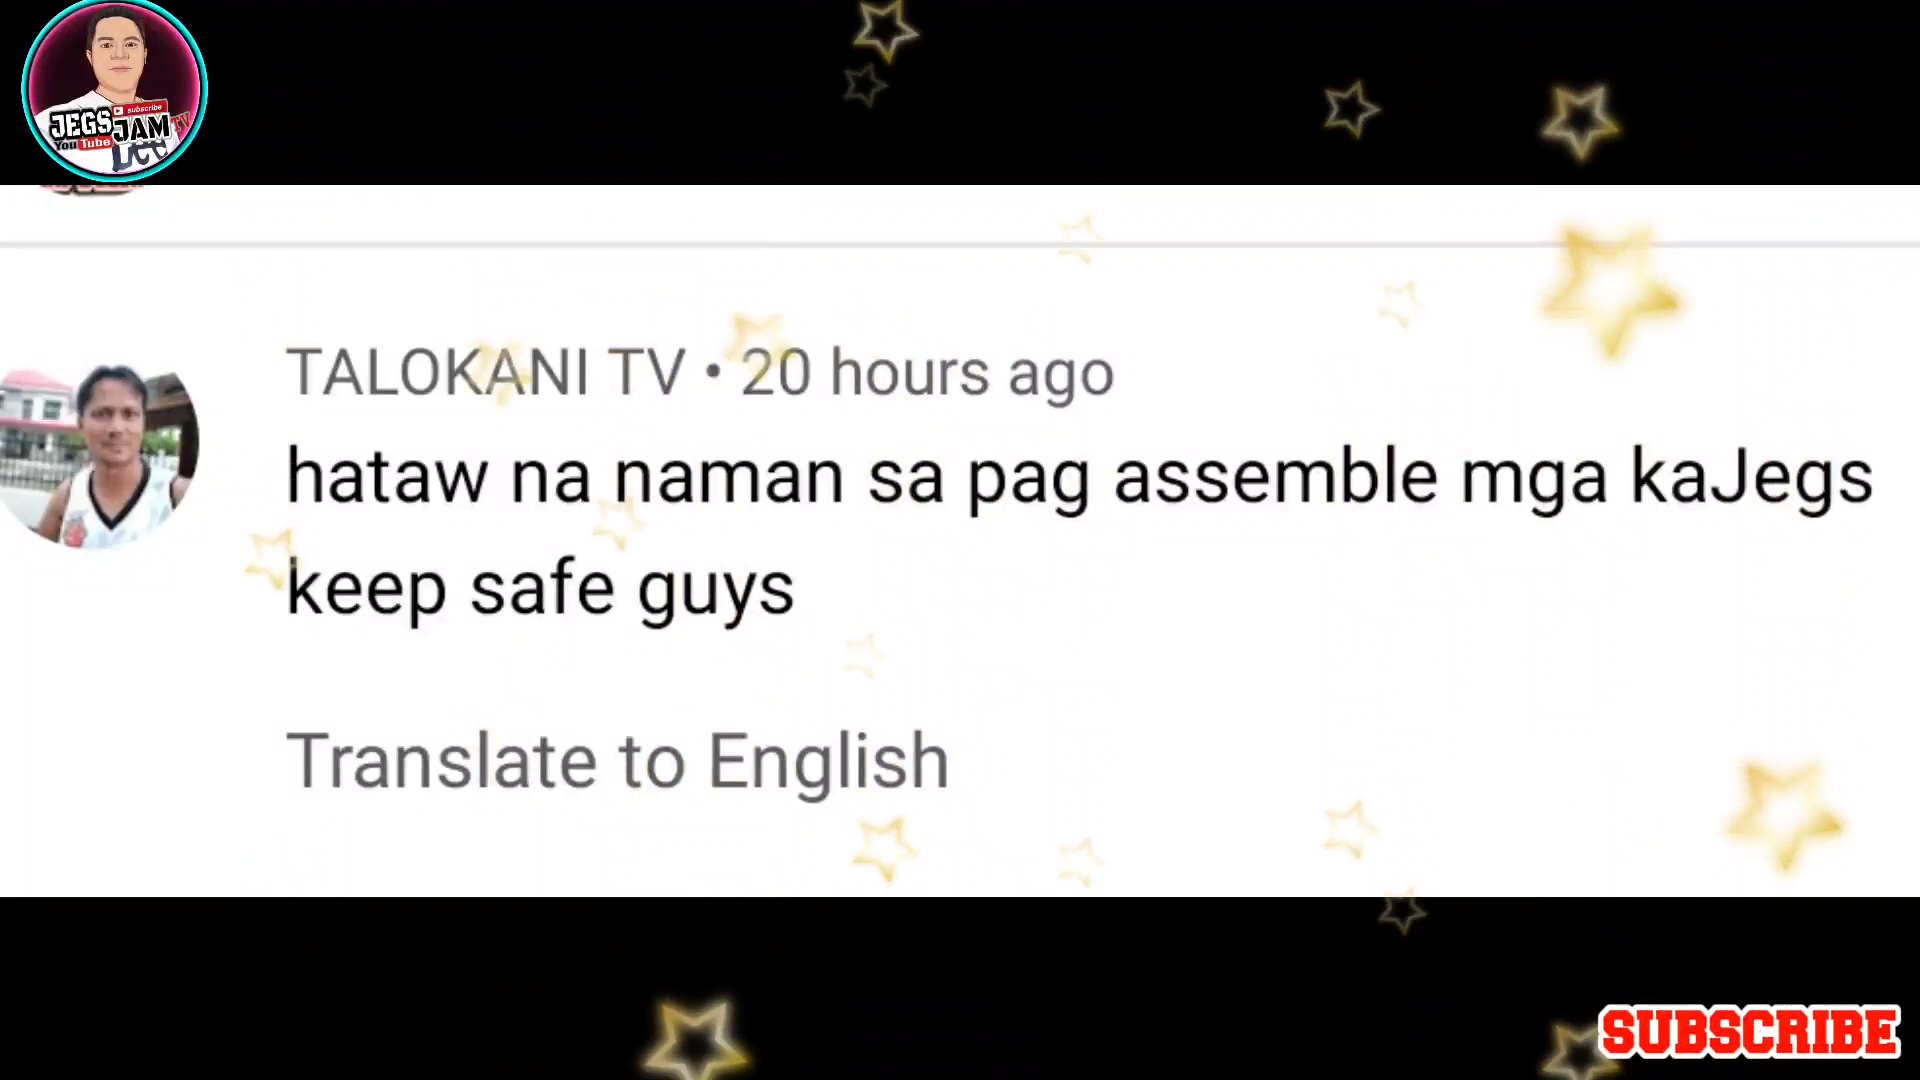 subscribe
JEGS
JAM TV
YouTube
TALOKANI TV • 20 hours ago
hataw na naman sa pag assemble mga kaJegs
keep safe guys
Translate to English
SUBSCRIBE